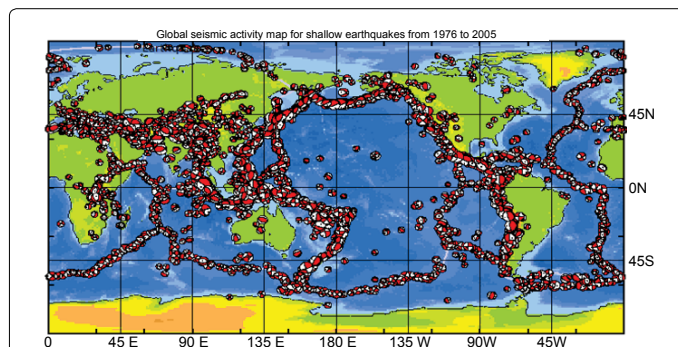 Global seismic activity map for shallow earthquakes from 1976 to 2005
45N
0N
45S
0 45 E 90 E 135 E 180 E 135 W 90W 45W